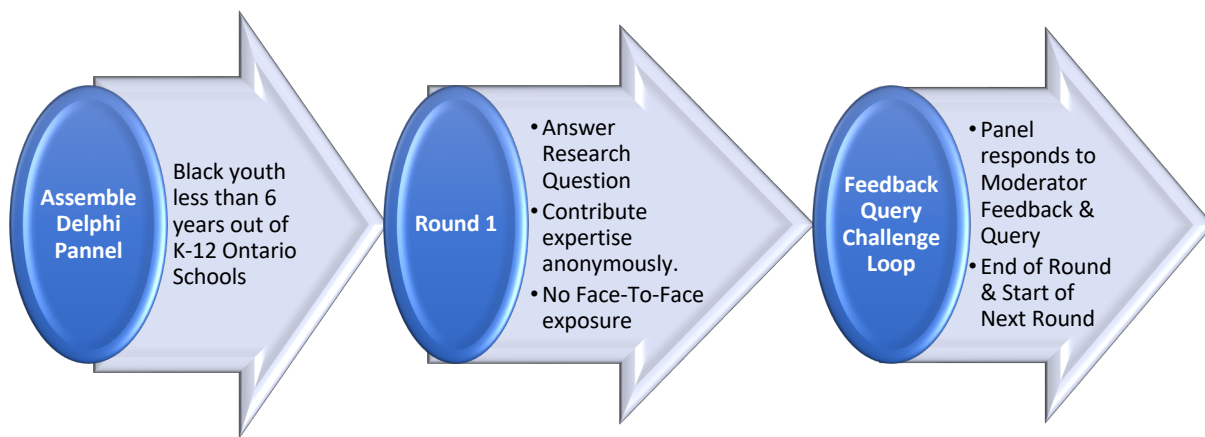 Assemble
Delphi
Pannel
Black youth
less than 6
years out of
K-12 Ontario
Schools
Round 1
• Answer
Research
Question
• Contribute
expertise
anonymously.
• No Face-To-Face
exposure
Feedback
Query
Challenge
Loop
• Panel
responds to
Moderator
Feedback &
Query
• End of Round
& Start of
Next Round